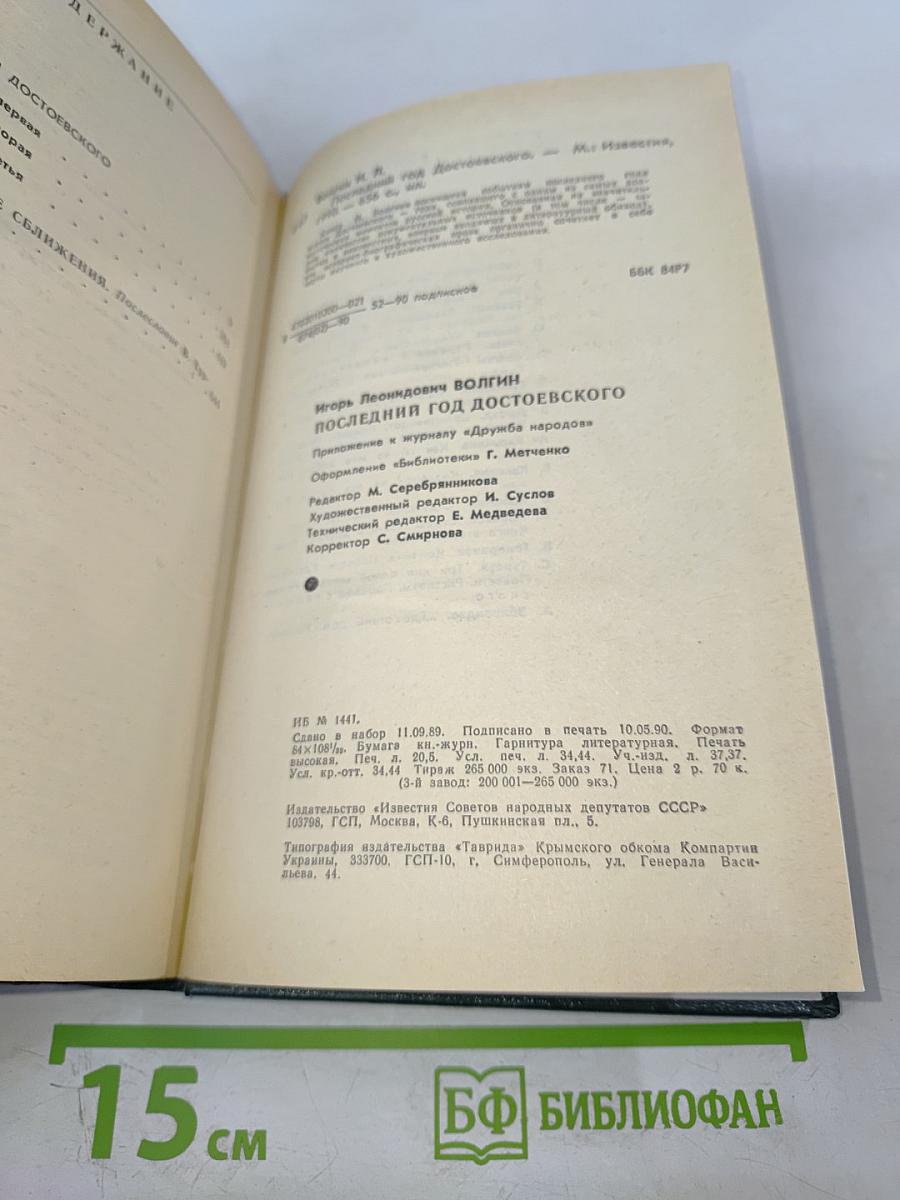 ДЕРЖАНИЕ
ДОСТОЕВСКОГО
первая
орая
етья
Е СБЛИЖЕНИЯ. Послесловие
Волгин И. Л.
Последний год Достоевского. — М.: Известия,
1990 — 656 с., ил.
ББК 84Р7
52—90 подписное
Игорь Леонидович ВОЛГИН
ПОСЛЕДНИЙ ГОД ДОСТОЕВСКОГО
Приложение к журналу «Дружба народов»
Оформление «Библиотеки» Г. Метченко
Редактор М. Серебрянникова
Художественный редактор И. Суслов
Технический редактор Е. Медведева
Корректор С. Смирнова
ИБ № 1441.
Сдано в набор 11.09.89. Подписано в печать 10.05.90. Формат
84×108¹/₃₂. Бумага кн.-журн. Гарнитура литературная. Печать
высокая. Печ. л. 20,5. Усл. печ. л. 34,44. Уч.-изд. л. 37,37.
Усл. кр.-отт. 34,44 Тираж 265 000 экз. Заказ 71. Цена 2 р. 70 к.
(3-й завод: 200 001—265 000 экз.)
Издательство «Известия Советов народных депутатов СССР»
103798, ГСП, Москва, К-6, Пушкинская пл., 5.
Типография издательства «Таврида» Крымского обкома Компартии
Украины, 333700, ГСП-10, г. Симферополь, ул. Генерала Васи-
льева, 44.
15 см
БФ БИБЛИОФАН